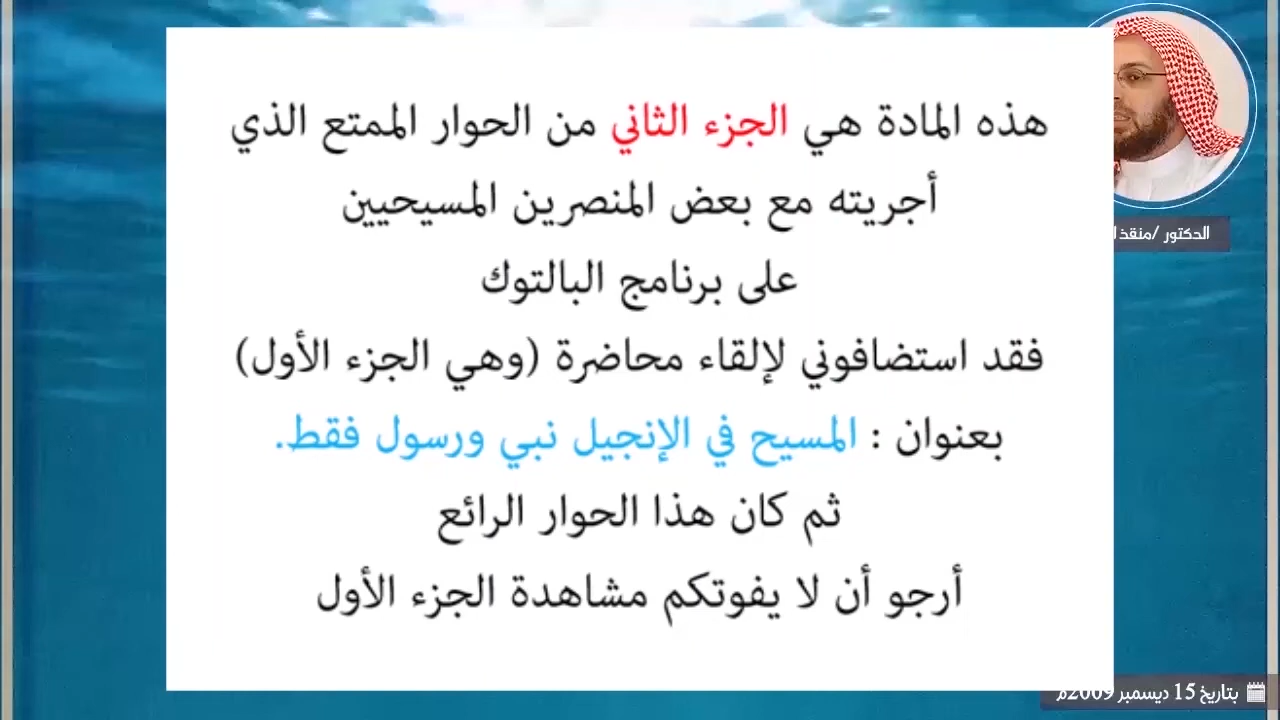 هذه المادة هي الجزء الثاني من الحوار الممتع الذي
أجريته مع بعض المنصرين المسيحيين
على برنامج البالتوك
فقد استضافوني لإلقاء محاضرة (وهي الجزء الأول)
بعنوان : المسيح في الإنجيل نبي ورسول فقط.
ثم كان هذا الحوار الرائع
أرجو أن لا يفوتكم مشاهدة الجزء الأول
الدكتور /منقذ
بتاريخ 15 ديسمبر 2009م